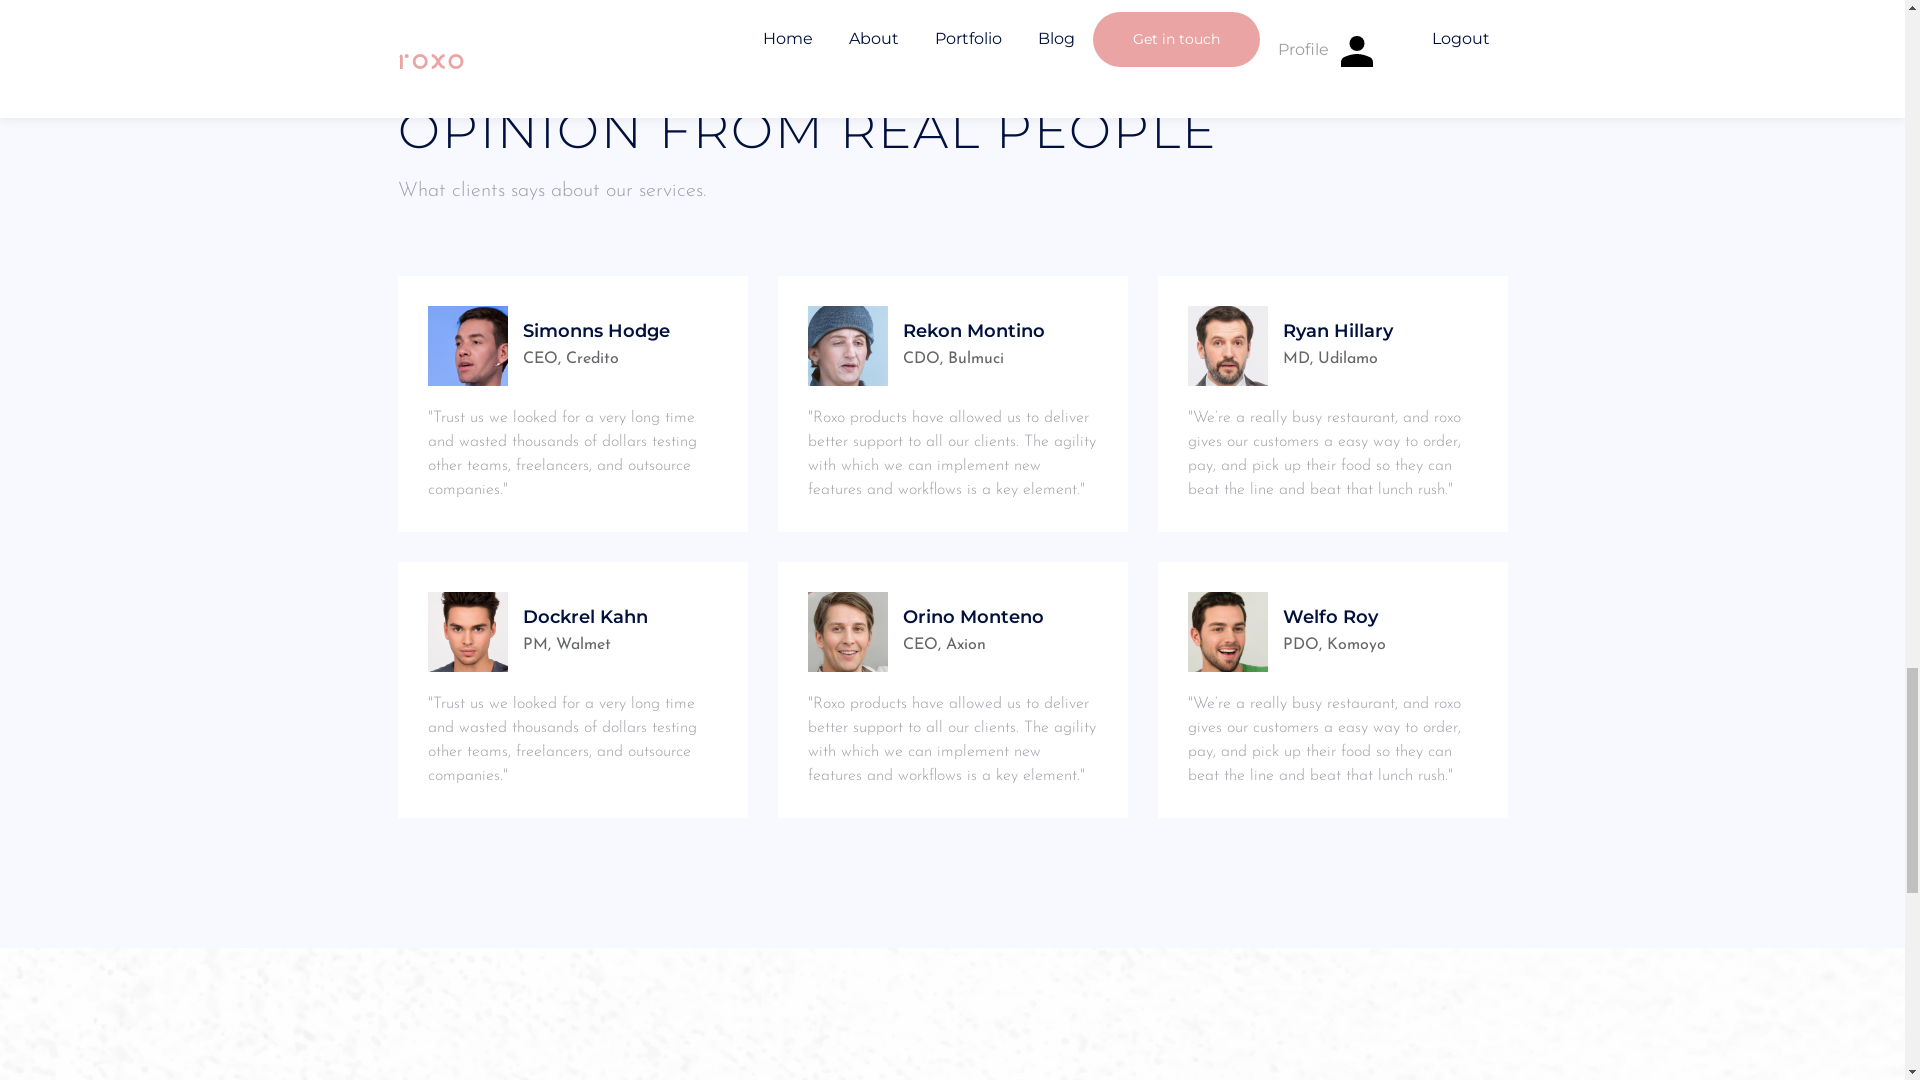 roxo
Home
About
Portfolio
Blog
Get in touch
Profile
Logout
OPINION FROM REAL PEOPLE
What clients says about our services.
Simonns Hodge
CEO, Credito
"Trust us we looked for a very long time
and wasted thousands of dollars testing
other teams, freelancers, and outsource
companies."
Rekon Montino
CDO, Bulmuci
"Roxo products have allowed us to deliver
better support to all our clients. The agility
with which we can implement new
features and workflows is a key element."
Ryan Hillary
MD, Udilamo
"We're a really busy restaurant, and roxo
gives our customers a easy way to order,
pay, and pick up their food so they can
beat the line and beat that lunch rush."
Dockrel Kahn
PM, Walmet
"Trust us we looked for a very long time
and wasted thousands of dollars testing
other teams, freelancers, and outsource
companies."
Orino Monteno
CEO, Axion
"Roxo products have allowed us to deliver
better support to all our clients. The agility
with which we can implement new
features and workflows is a key element."
Welfo Roy
PDO, Komoyo
"We're a really busy restaurant, and roxo
gives our customers a easy way to order,
pay, and pick up their food so they can
beat the line and beat that lunch rush."